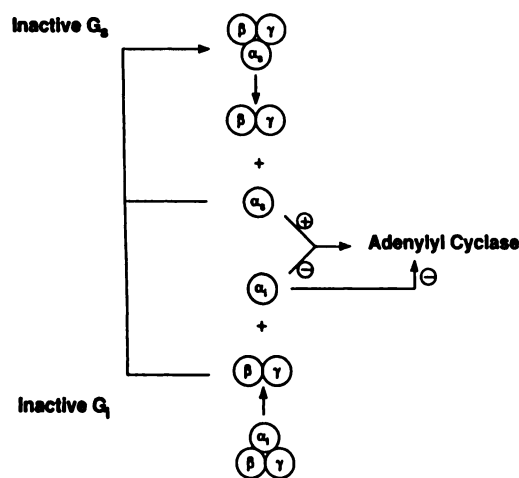 Inactive Gs
β γ
αs
β γ
+
αs
+
Adenylyl Cyclase
−
αi
−
+
β γ
Inactive Gi
αi
β γ